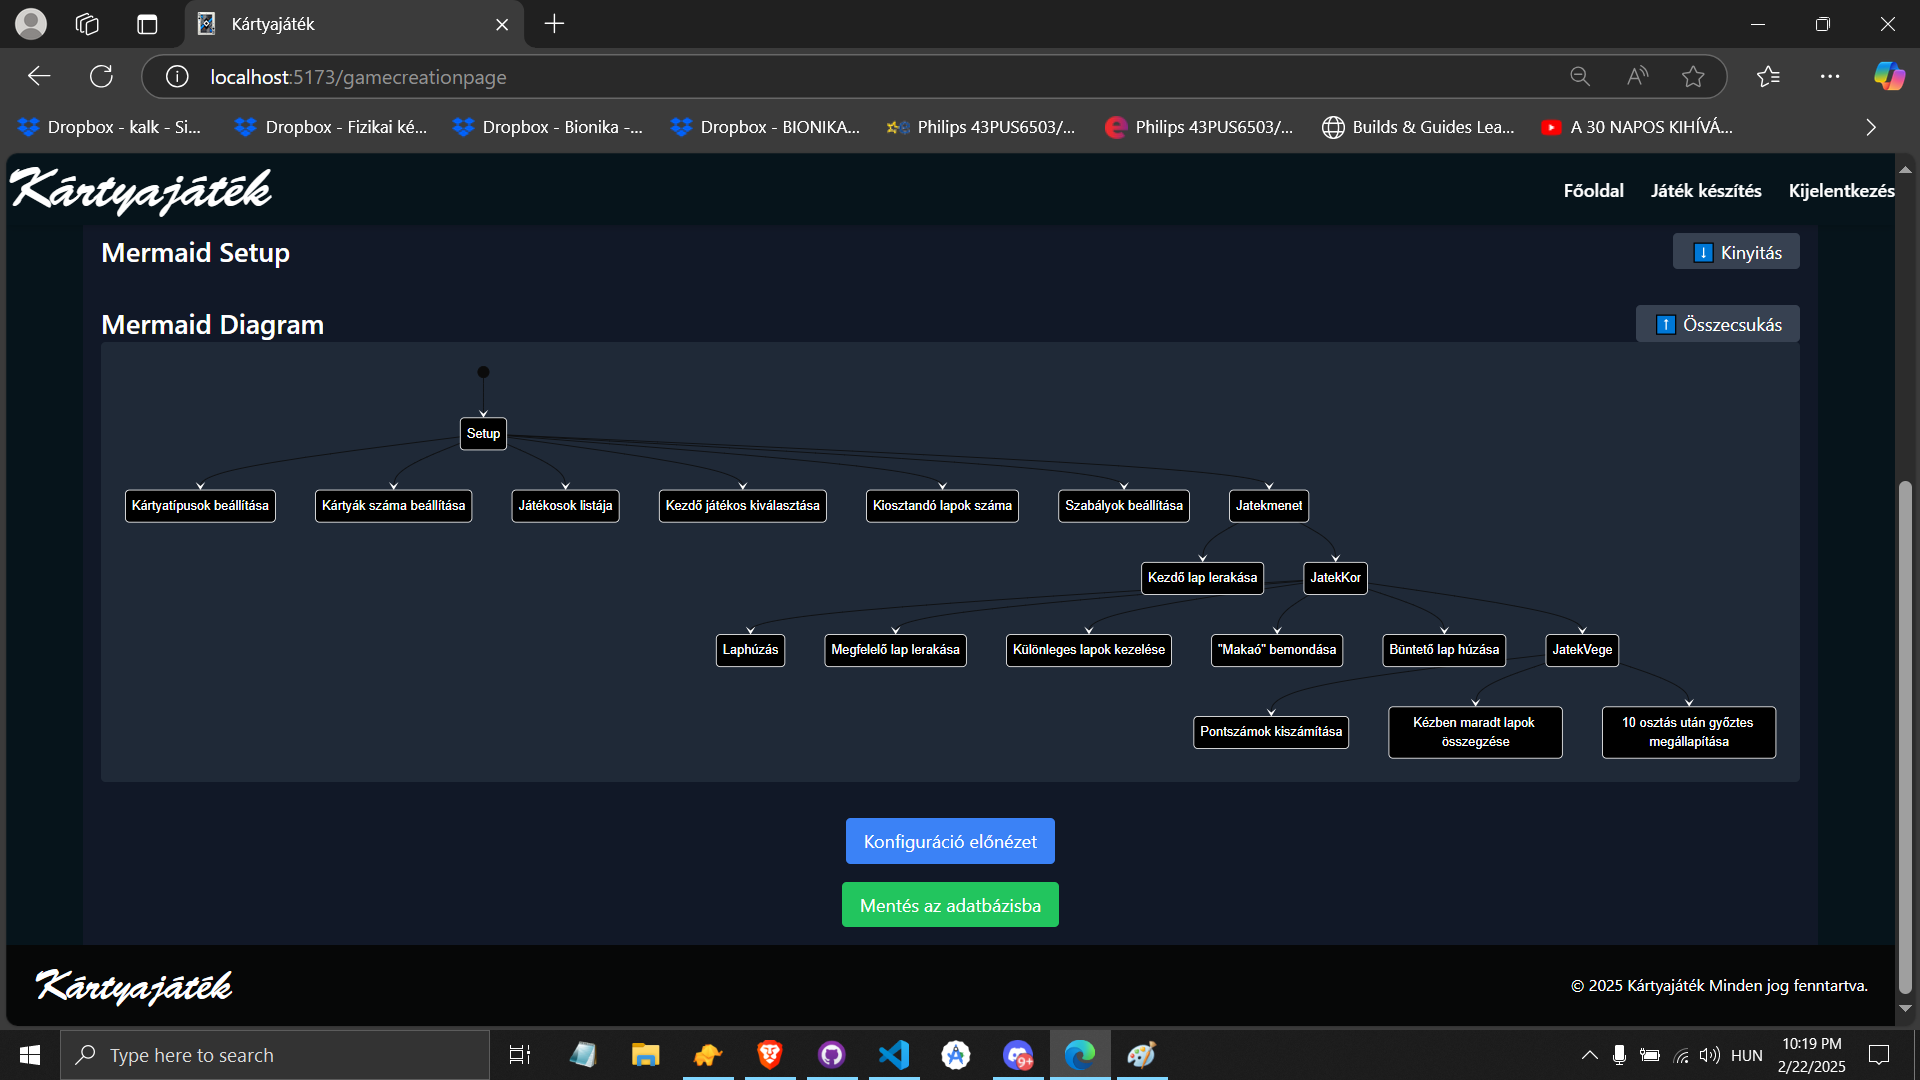 Kártyajáték
localhost:5173/gamecreationpage
Dropbox - kalk - Si...
Dropbox - Fizikai ké...
Dropbox - Bionika -...
Dropbox - BIONIKA...
Philips 43PUS6503/...
Philips 43PUS6503/...
Builds & Guides Lea...
A 30 NAPOS KIHÍVÁ...
Kártyajáték
Főoldal
Játék készítés
Kijelentkezés
Mermaid Setup
Kinyitás
Mermaid Diagram
Összecsukás
Setup
Kártyatípusok beállítása
Kártyák száma beállítása
Játékosok listája
Kezdő játékos kiválasztása
Kiosztandó lapok száma
Szabályok beállítása
Jatekmenet
Kezdő lap lerakása
JatekKor
Laphúzás
Megfelelő lap lerakása
Különleges lapok kezelése
"Makaó" bemondása
Büntető lap húzása
JatekVege
Pontszámok kiszámítása
Kézben maradt lapok
összegzése
10 osztás után győztes
megállapítása
Konfiguráció előnézet
Mentés az adatbázisba
Kártyajáték
© 2025 Kártyajáték Minden jog fenntartva.
Type here to search
9+
HUN
10:19 PM
2/22/2025